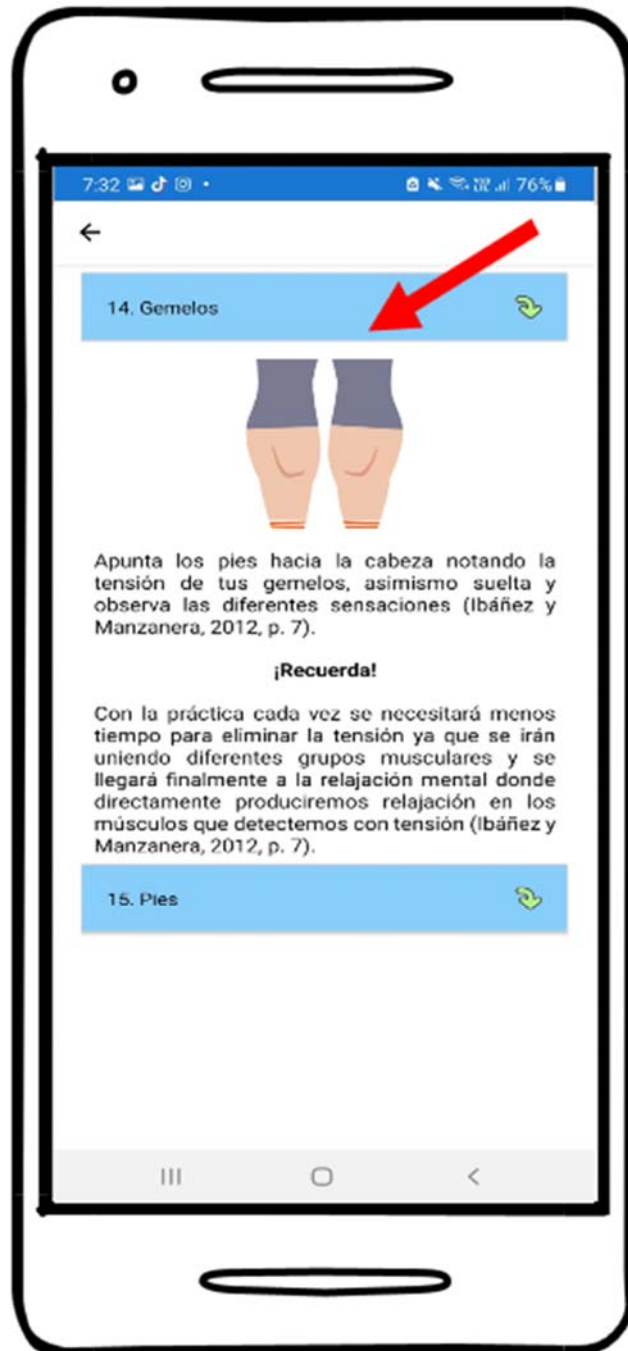 7:32
76%
14. Gemelos
Apunta los pies hacia la cabeza notando la
tensión de tus gemelos, asimismo suelta y
observa las diferentes sensaciones (Ibáñez y
Manzanera, 2012, p. 7).
¡Recuerda!
Con la práctica cada vez se necesitará menos
tiempo para eliminar la tensión ya que se irán
uniendo diferentes grupos musculares y se
llegará finalmente a la relajación mental donde
directamente produciremos relajación en los
músculos que detectemos con tensión (Ibáñez y
Manzanera, 2012, p. 7).
15. Pies